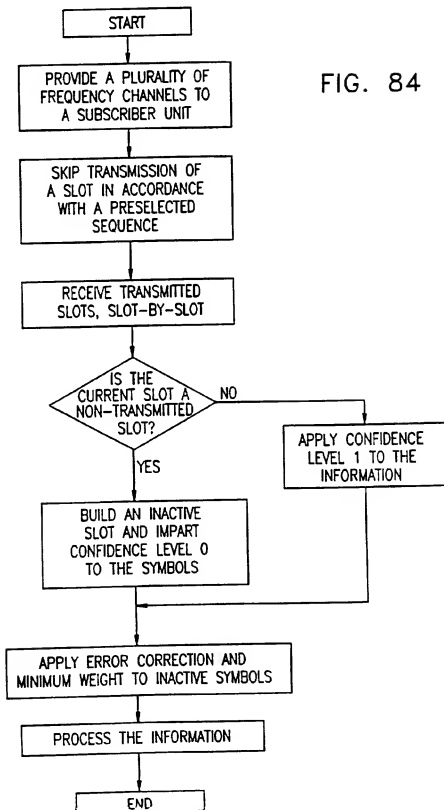 START
FIG. 84
PROVIDE A PLURALITY OF
FREQUENCY CHANNELS TO
A SUBSCRIBER UNIT
SKIP TRANSMISSION OF
A SLOT IN ACCORDANCE
WITH A PRESELECTED
SEQUENCE
RECEIVE TRANSMITTED
SLOTS, SLOT-BY-SLOT
IS THE
CURRENT SLOT A
NON-TRANSMITTED
SLOT?
NO
APPLY CONFIDENCE
LEVEL 1 TO THE
INFORMATION
YES
BUILD AN INACTIVE
SLOT AND IMPART
CONFIDENCE LEVEL 0
TO THE SYMBOLS
APPLY ERROR CORRECTION AND
MINIMUM WEIGHT TO INACTIVE SYMBOLS
PROCESS THE INFORMATION
END